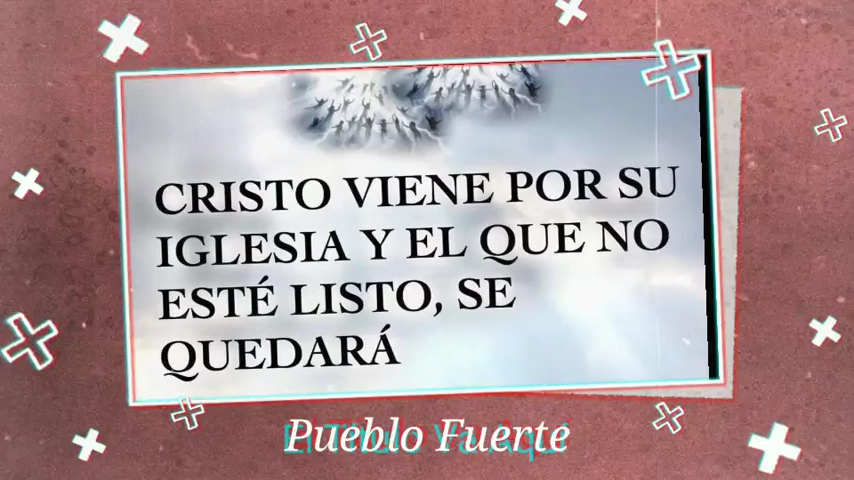 CRISTO VIENE POR SU
IGLESIA Y EL QUE NO
ESTÉ LISTO, SE
QUEDARÁ
Pueblo Fuerte